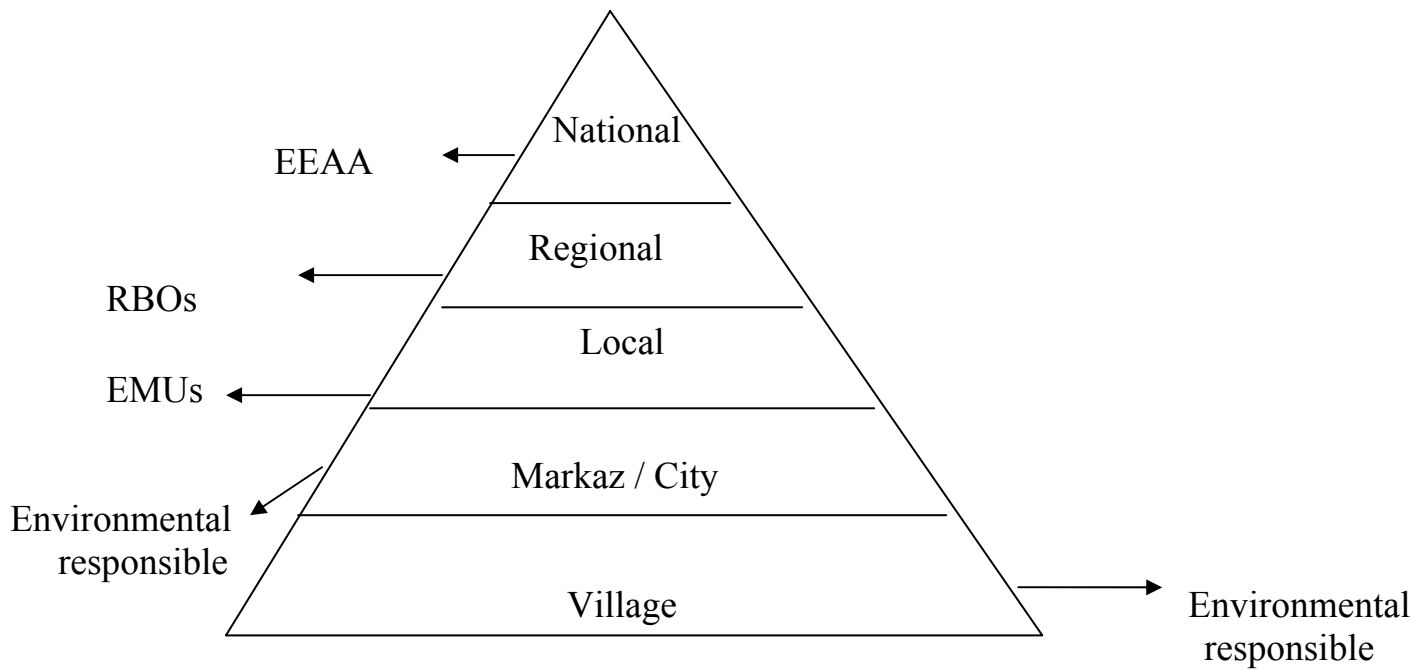 National
EEAA
Regional
RBOs
Local
EMUs
Markaz / City
Environmental
responsible
Village
Environmental
responsible